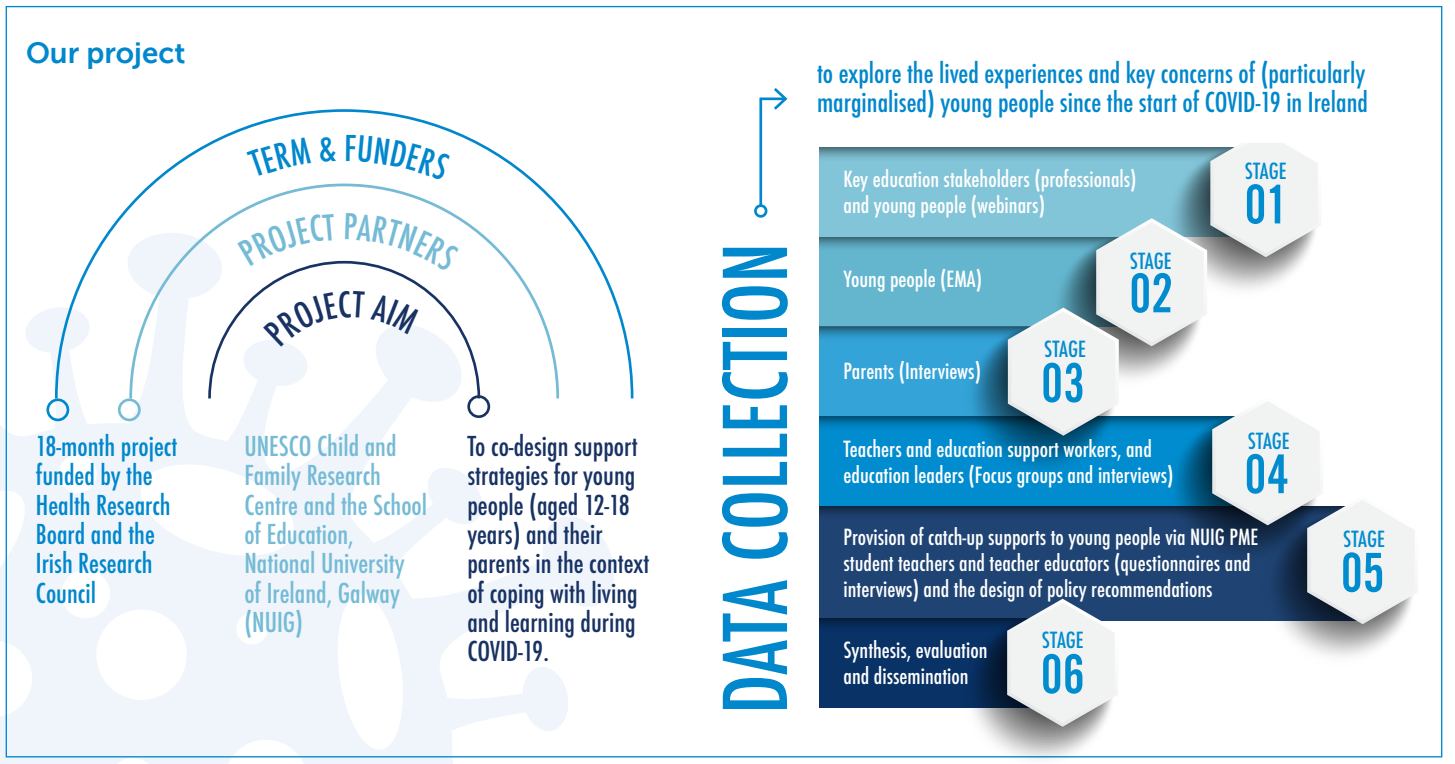 Our project
TERM & FUNDERS
PROJECT PARTNERS
PROJECT AIM
18-month project
funded by the
Health Research
Board and the
Irish Research
Council
UNESCO Child and
Family Research
Centre and the School
of Education,
National University
of Ireland, Galway
(NUIG)
To co-design support
strategies for young
people (aged 12-18
years) and their
parents in the context
of coping with living
and learning during
COVID-19.
DATA COLLECTION
to explore the lived experiences and key concerns of (particularly
marginalised) young people since the start of COVID-19 in Ireland
Key education stakeholders (professionals)
and young people (webinars)
STAGE
01
Young people (EMA)
STAGE
02
Parents (Interviews)
STAGE
03
Teachers and education support workers, and
education leaders (Focus groups and interviews)
STAGE
04
Provision of catch-up supports to young people via NUIG PME
student teachers and teacher educators (questionnaires and
interviews) and the design of policy recommendations
STAGE
05
Synthesis, evaluation
and dissemination
STAGE
06